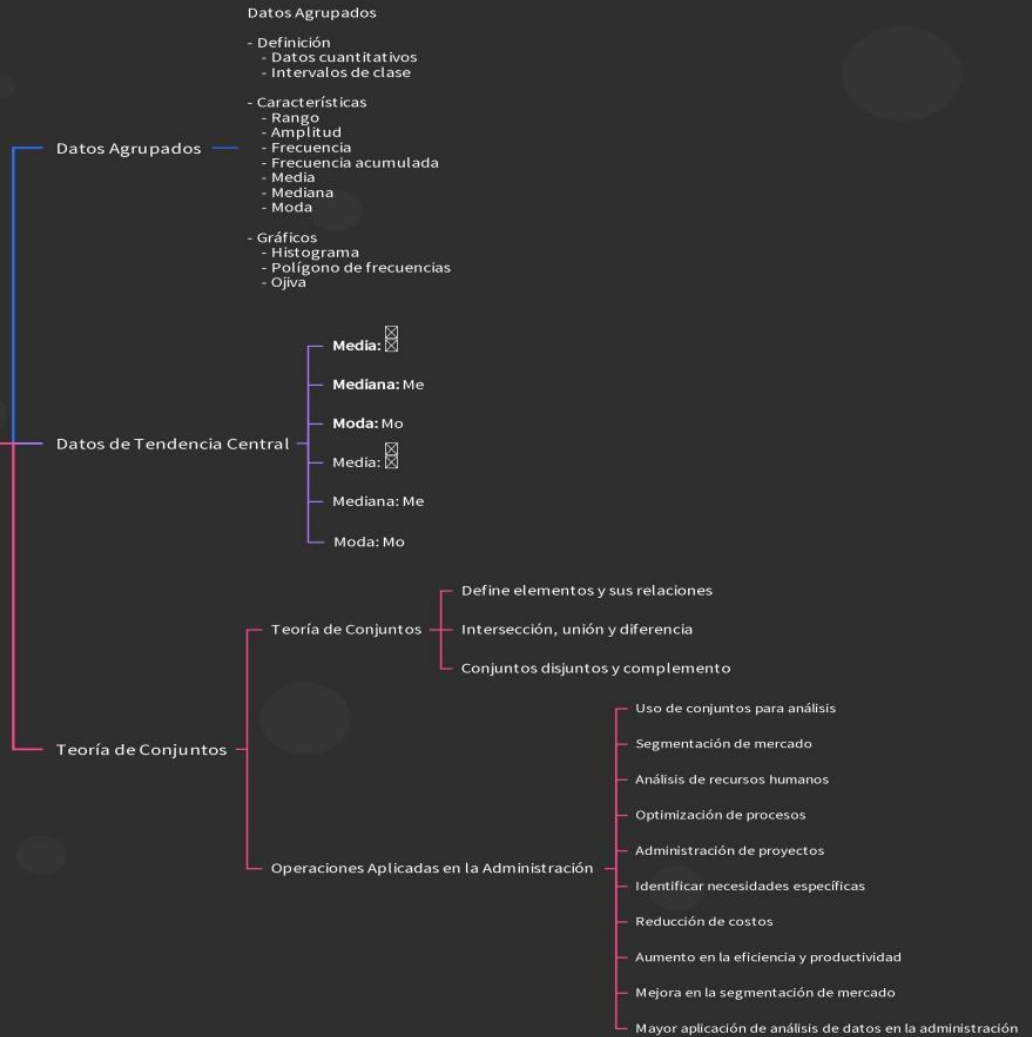 Datos Agrupados
Datos Agrupados
- Definición
- Datos cuantitativos
- Intervalos de clase
- Características
- Rango
- Amplitud
- Frecuencia
- Frecuencia acumulada
- Media
- Mediana
- Moda
- Gráficos
- Histograma
- Polígono de frecuencias
- Ojiva
Datos de Tendencia Central
Media:
Mediana: Me
Moda: Mo
Media:
Mediana: Me
Moda: Mo
Teoría de Conjuntos
Teoría de Conjuntos
Define elementos y sus relaciones
Intersección, unión y diferencia
Conjuntos disjuntos y complemento
Operaciones Aplicadas en la Administración
Uso de conjuntos para análisis
Segmentación de mercado
Análisis de recursos humanos
Optimización de procesos
Administración de proyectos
Identificar necesidades específicas
Reducción de costos
Aumento en la eficiencia y productividad
Mejora en la segmentación de mercado
Mayor aplicación de análisis de datos en la administración